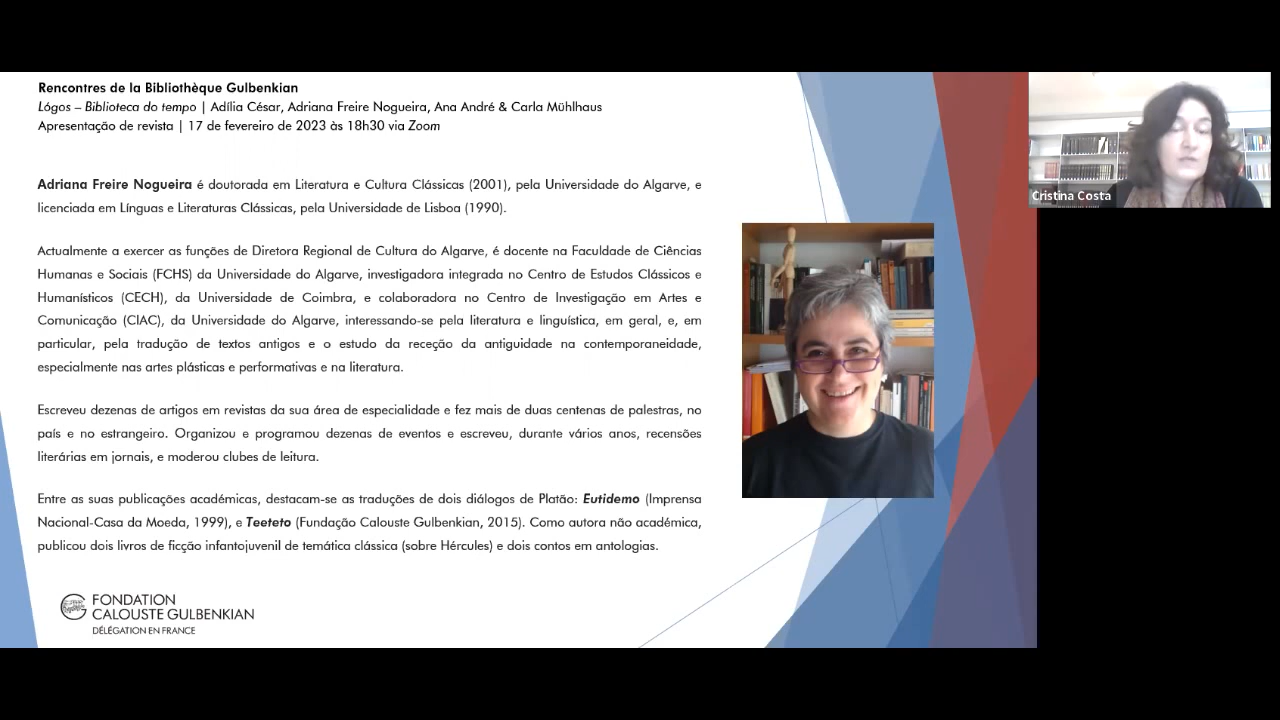 Rencontres de la Bibliothèque Gulbenkian
Lógos – Biblioteca do tempo | Adília César, Adriana Freire Nogueira, Ana André & Carla Mühlhaus
Apresentação de revista | 17 de fevereiro de 2023 às 18h30 via Zoom
Adriana Freire Nogueira é doutorada em Literatura e Cultura Clássicas (2001), pela Universidade do Algarve, e
licenciada em Línguas e Literaturas Clássicas, pela Universidade de Lisboa (1990).
Actualmente a exercer as funções de Diretora Regional de Cultura do Algarve, é docente na Faculdade de Ciências
Humanas e Sociais (FCHS) da Universidade do Algarve, investigadora integrada no Centro de Estudos Clássicos e
Humanísticos (CECH), da Universidade de Coimbra, e colaboradora no Centro de Investigação em Artes e
Comunicação (CIAC), da Universidade do Algarve, interessando-se pela literatura e linguística, em geral, e, em
particular, pela tradução de textos antigos e o estudo da receção da antiguidade na contemporaneidade,
especialmente nas artes plásticas e performativas e na literatura.
Escreveu dezenas de artigos em revistas da sua área de especialidade e fez mais de duas centenas de palestras, no
país e no estrangeiro. Organizou e programou dezenas de eventos e escreveu, durante vários anos, recensões
literárias em jornais, e moderou clubes de leitura.
Entre as suas publicações académicas, destacam-se as traduções de dois diálogos de Platão: Eutidemo (Imprensa
Nacional-Casa da Moeda, 1999), e Teeteto (Fundação Calouste Gulbenkian, 2015). Como autora não académica,
publicou dois livros de ficção infantojuvenil de temática clássica (sobre Hércules) e dois contos em antologias.
FONDATION
CALOUSTE GULBENKIAN
DÉLÉGATION EN FRANCE
Cristina Costa